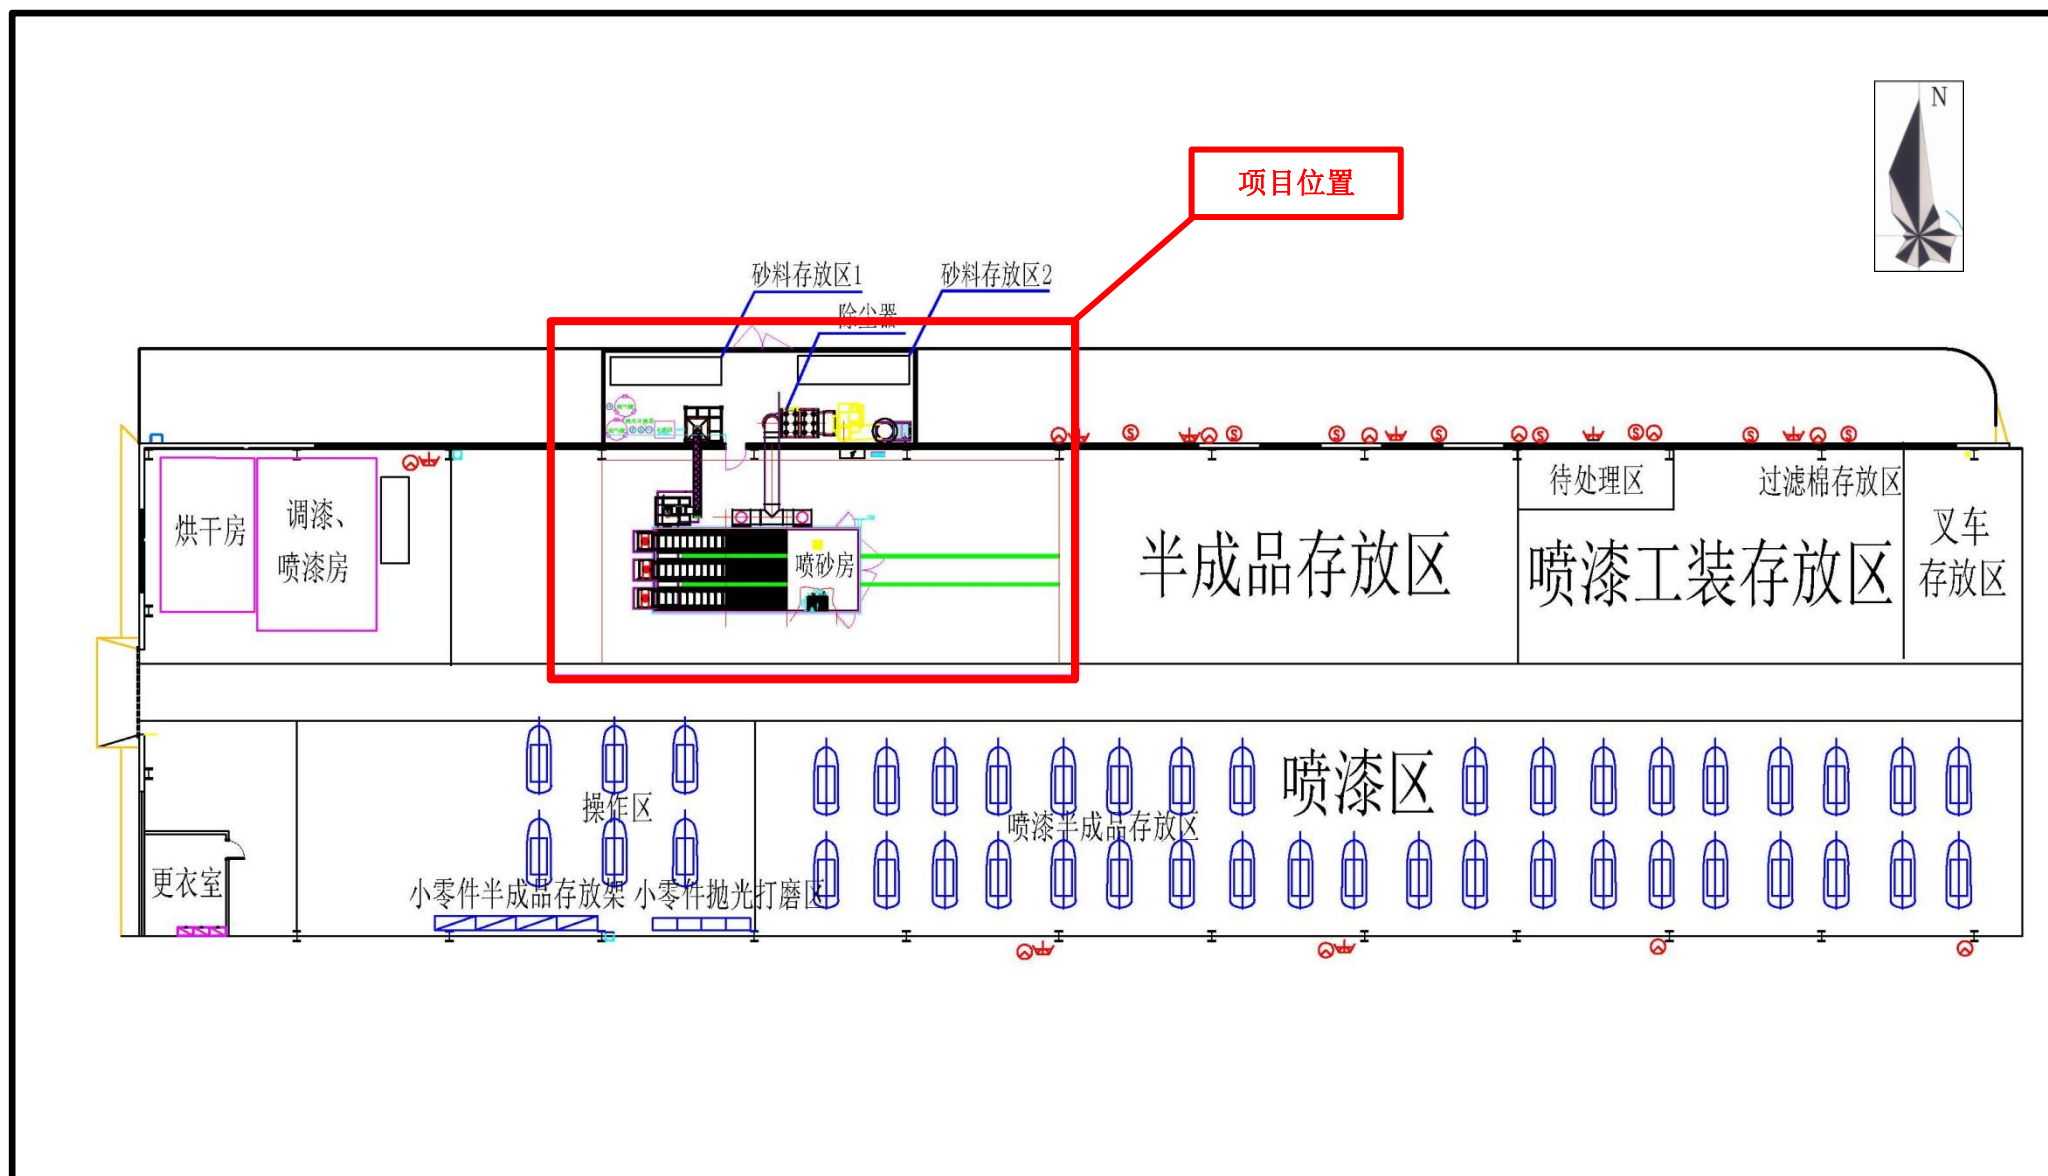 N
项目位置
砂料存放区1
砂料存放区2
除尘器
待处理区
过滤棉存放区
烘干房
调漆、
喷漆房
喷砂房
半成品存放区
喷漆工装存放区
叉车
存放区
喷漆区
操作区
喷漆半成品存放区
更衣室
小零件半成品存放架
小零件抛光打磨区